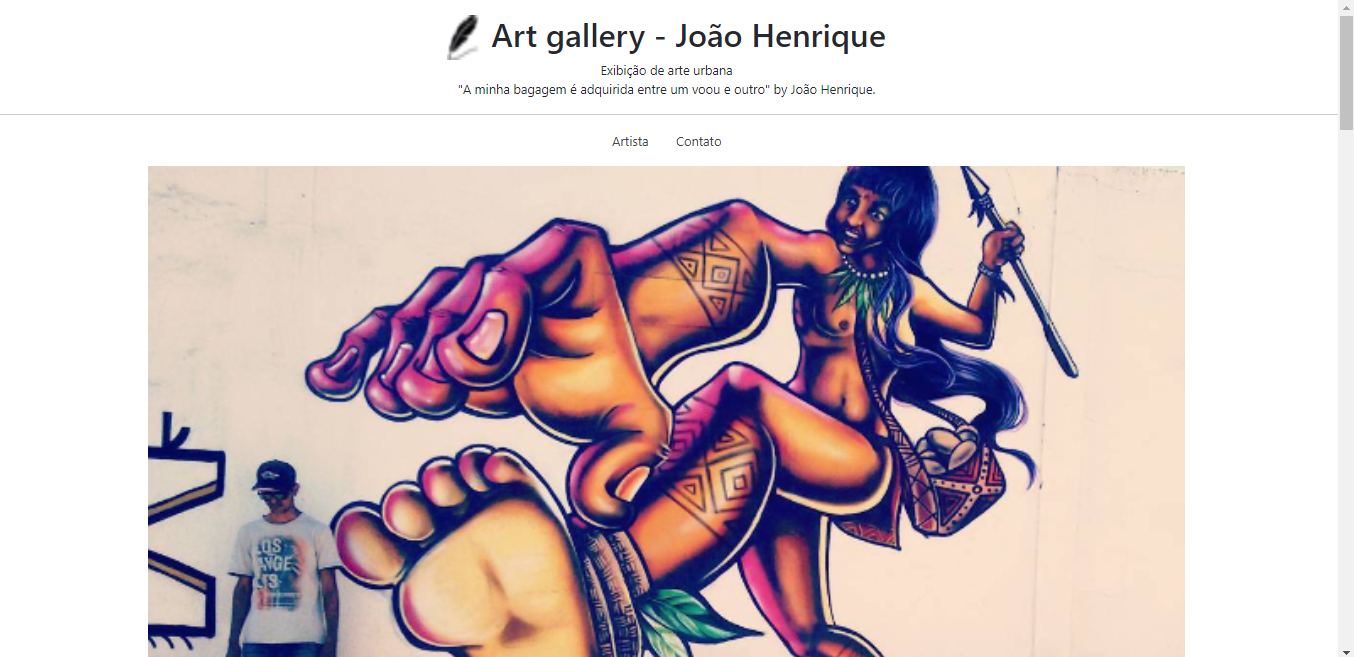 Art gallery - João Henrique
Exibição de arte urbana
"A minha bagagem é adquirida entre um voou e outro" by João Henrique.
Artista Contato
LOS
ANGE